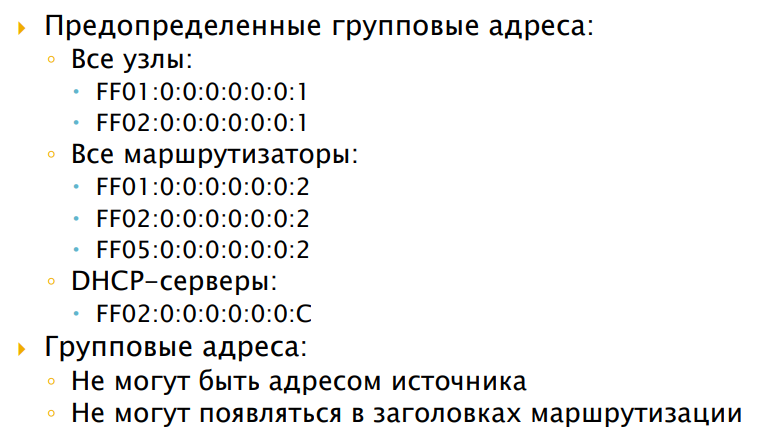 Предопределенные групповые адреса:
Все узлы:
FF01:0:0:0:0:0:0:1
FF02:0:0:0:0:0:0:1
Все маршрутизаторы:
FF01:0:0:0:0:0:0:2
FF02:0:0:0:0:0:0:2
FF05:0:0:0:0:0:0:2
DHCP-серверы:
FF02:0:0:0:0:0:0:C
Групповые адреса:
Не могут быть адресом источника
Не могут появляться в заголовках маршрутизации